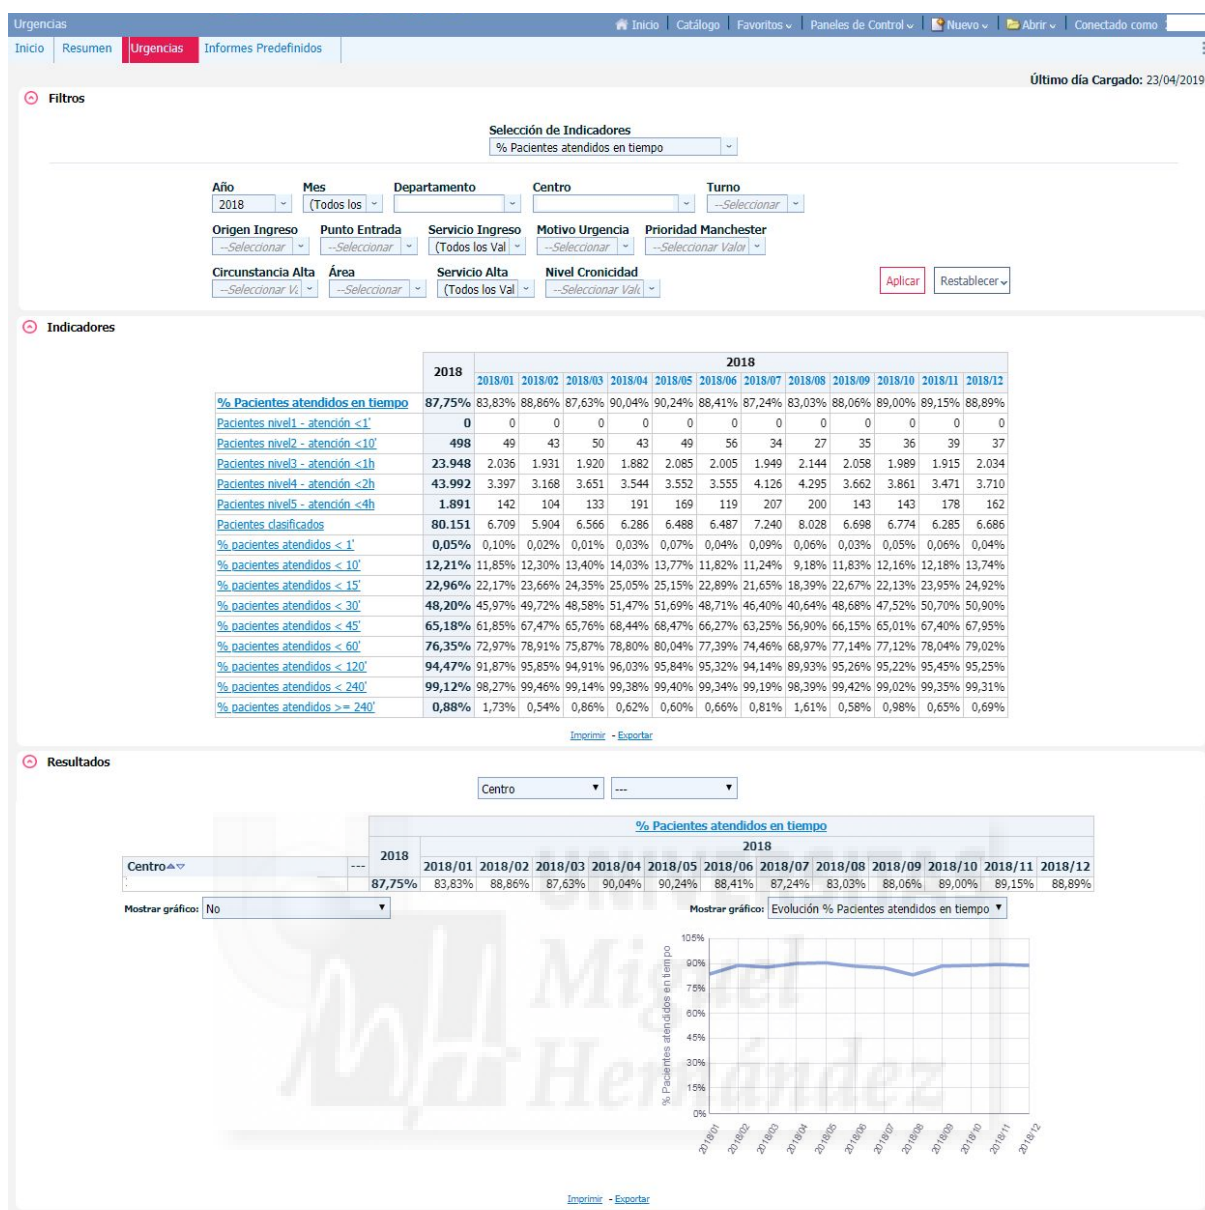 Urgencias Inicio Catálogo Favoritos Paneles de Control Nuevo Abrir Conectado como
Inicio Resumen Urgencias Informes Predefinidos
Último día Cargado: 23/04/2019
Filtros
Selección de Indicadores
% Pacientes atendidos en tiempo
Año Mes Departamento Centro Turno
2018 (Todos los --Seleccionar
Origen Ingreso Punto Entrada Servicio Ingreso Motivo Urgencia Prioridad Manchester
--Seleccionar --Seleccionar (Todos los Val --Seleccionar --Seleccionar Valor
Circunstancia Alta Área Servicio Alta Nivel Cronicidad
--Seleccionar Va --Seleccionar (Todos los Val --Seleccionar Valc Aplicar Restablecer
Indicadores
2018 2018
2018/01 2018/02 2018/03 2018/04 2018/05 2018/06 2018/07 2018/08 2018/09 2018/10 2018/11 2018/12
% Pacientes atendidos en tiempo 87,75% 83,83% 88,86% 87,63% 90,04% 90,24% 88,41% 87,24% 83,03% 88,06% 89,00% 89,15% 88,89%
Pacientes nivel1 - atención <1' 0 0 0 0 0 0 0 0 0 0 0 0 0
Pacientes nivel2 - atención <10' 498 49 43 50 43 49 56 34 27 35 36 39 37
Pacientes nivel3 - atención <1h 23.948 2.036 1.931 1.920 1.882 2.085 2.005 1.949 2.144 2.058 1.989 1.915 2.034
Pacientes nivel4 - atención <2h 43.992 3.397 3.168 3.651 3.544 3.552 3.555 4.126 4.295 3.662 3.861 3.471 3.710
Pacientes nivel5 - atención <4h 1.891 142 104 133 191 169 119 207 200 143 143 178 162
Pacientes clasificados 80.151 6.709 5.904 6.566 6.286 6.488 6.487 7.240 8.028 6.698 6.774 6.285 6.686
% pacientes atendidos < 1' 0,05% 0,10% 0,02% 0,01% 0,03% 0,07% 0,04% 0,09% 0,06% 0,03% 0,05% 0,06% 0,04%
% pacientes atendidos < 10' 12,21% 11,85% 12,30% 13,40% 14,03% 13,77% 11,82% 11,24% 9,18% 11,83% 12,16% 12,18% 13,74%
% pacientes atendidos < 15' 22,96% 22,17% 23,66% 24,35% 25,05% 25,15% 22,89% 21,65% 18,39% 22,67% 22,13% 23,95% 24,92%
% pacientes atendidos < 30' 48,20% 45,97% 49,72% 48,58% 51,47% 51,69% 48,71% 46,40% 40,64% 48,68% 47,52% 50,70% 50,90%
% pacientes atendidos < 45' 65,18% 61,85% 67,47% 65,76% 68,44% 68,47% 66,27% 63,25% 56,90% 66,15% 65,01% 67,40% 67,95%
% pacientes atendidos < 60' 76,35% 72,97% 78,91% 75,87% 78,80% 80,04% 77,39% 74,46% 68,97% 77,14% 77,12% 78,04% 79,02%
% pacientes atendidos < 120' 94,47% 91,87% 95,85% 94,91% 96,03% 95,84% 95,32% 94,14% 89,93% 95,26% 95,22% 95,45% 95,25%
% pacientes atendidos < 240' 99,12% 98,27% 99,46% 99,14% 99,38% 99,40% 99,34% 99,19% 98,39% 99,42% 99,02% 99,35% 99,31%
% pacientes atendidos >= 240' 0,88% 1,73% 0,54% 0,86% 0,62% 0,60% 0,66% 0,81% 1,61% 0,58% 0,98% 0,65% 0,69%
Imprimir - Exportar
Resultados
Centro ---
% Pacientes atendidos en tiempo
2018 2018
Centro --- 2018/01 2018/02 2018/03 2018/04 2018/05 2018/06 2018/07 2018/08 2018/09 2018/10 2018/11 2018/12
87,75% 83,83% 88,86% 87,63% 90,04% 90,24% 88,41% 87,24% 83,03% 88,06% 89,00% 89,15% 88,89%
Mostrar gráfico: No Mostrar gráfico: Evolución % Pacientes atendidos en tiempo
UNIVERSITAS
Miguel
Hernández
% Pacientes atendidos en tiempo
105%
90%
75%
60%
45%
30%
15%
0%
2018/01 2018/02 2018/03 2018/04 2018/05 2018/06 2018/07 2018/08 2018/09 2018/10 2018/11 2018/12
Imprimir - Exportar